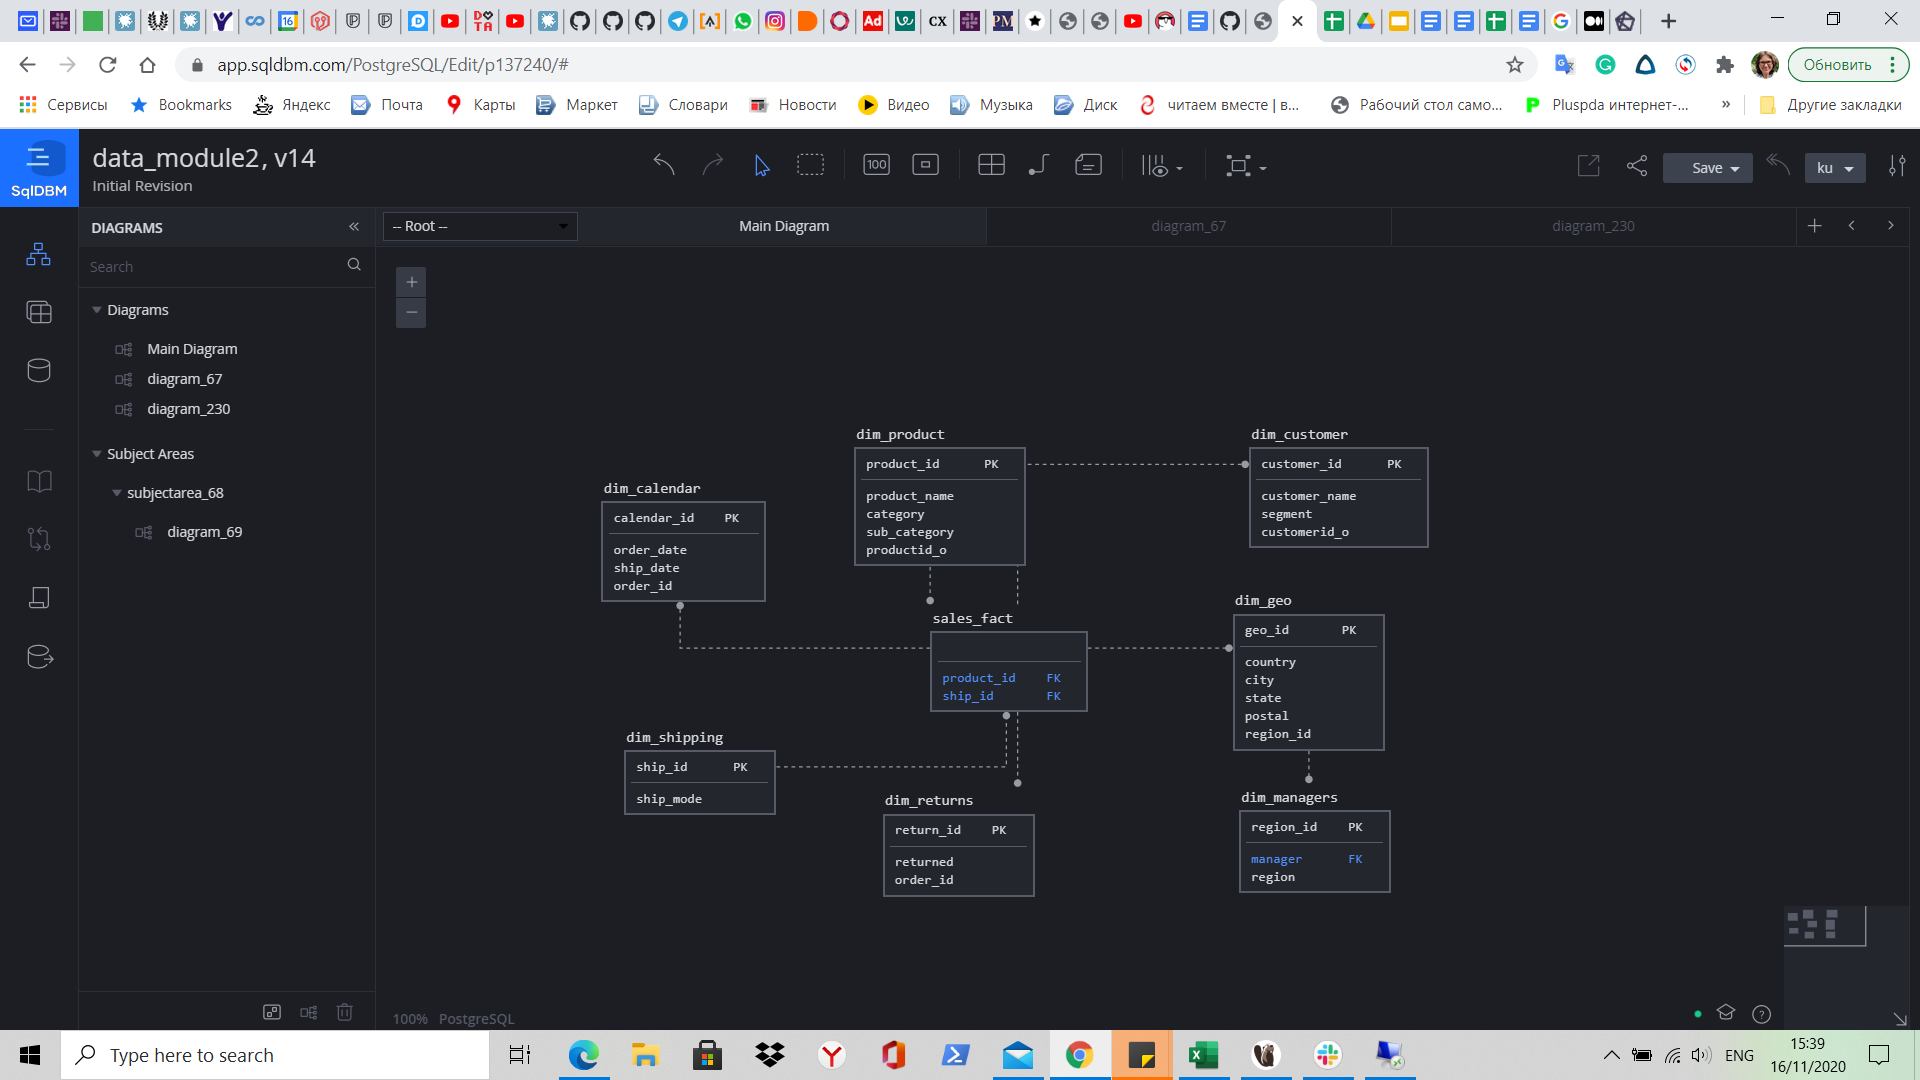 app.sqldbm.com/PostgreSQL/Edit/p137240/#
Обновить
Сервисы
Bookmarks
Яндекс
Почта
Карты
Маркет
Словари
Новости
Видео
Музыка
Диск
читаем вместе | в...
Рабочий стол само...
Pluspda интернет-...
»
Другие закладки
SqlDBM
data_module2, v14
Initial Revision
100
Save
ku
DIAGRAMS
«
-- Root --
Main Diagram
diagram_67
diagram_230
Search
Diagrams
Main Diagram
diagram_67
diagram_230
Subject Areas
subjectarea_68
diagram_69
dim_product
product_id PK
product_name
category
sub_category
productid_o
dim_customer
customer_id PK
customer_name
segment
customerid_o
dim_calendar
calendar_id PK
order_date
ship_date
order_id
sales_fact
product_id FK
ship_id FK
dim_geo
geo_id PK
country
city
state
postal
region_id
dim_shipping
ship_id PK
ship_mode
dim_returns
return_id PK
returned
order_id
dim_managers
region_id PK
manager FK
region
100% PostgreSQL
Type here to search
ENG
15:39
16/11/2020